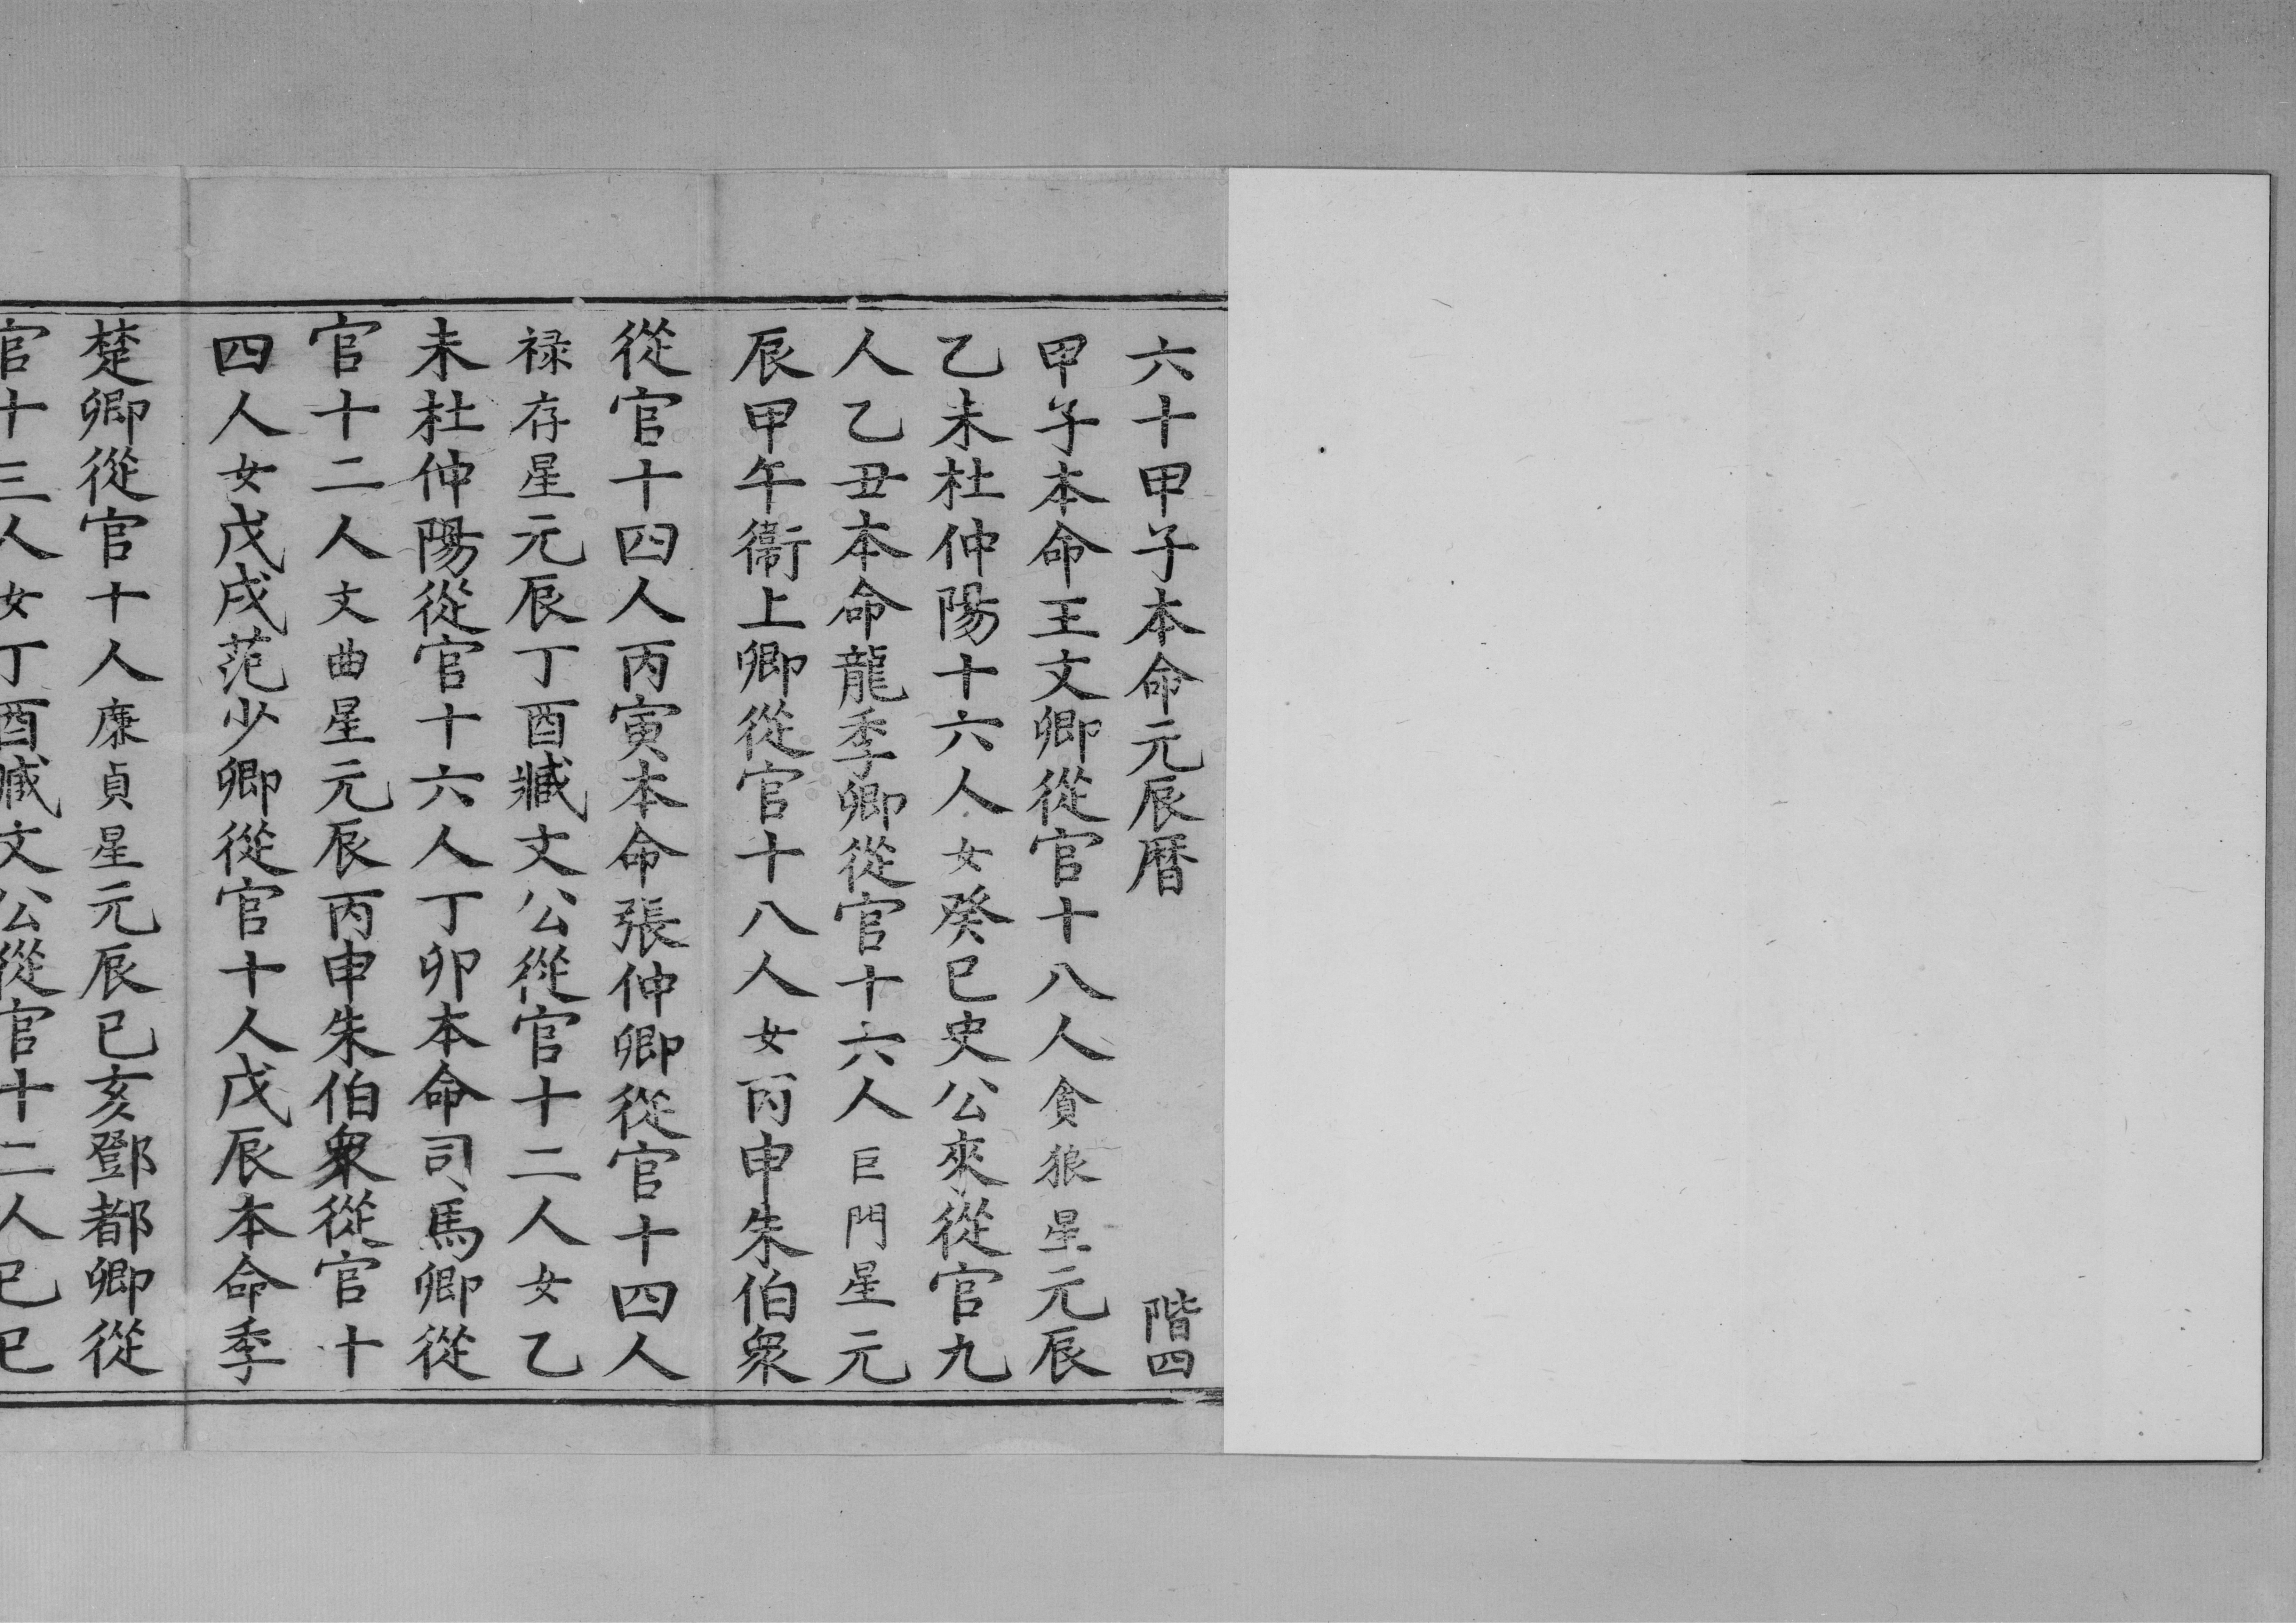 六十甲子本命元辰曆 階四
甲子本命王文卿從官十八人貪狼星元辰
乙未杜仲陽十六人女癸巳史公來從官九
人乙丑本命龍季卿從官十六人巨門星元
辰甲午衞上卿從官十八人女丙申朱伯衆
從官十四人丙寅本命張仲卿從官十四人
禄存星元辰丁酉臧文公從官十二人女乙
未杜仲陽從官十六人丁卯本命司馬卿從
官十二人文曲星元辰丙申朱伯衆從官十
四人女戊戌范少卿從官十人戊辰本命季
楚卿從官十人廉貞星元辰己亥鄧都卿從
官十三人女丁酉臧文公從官十二人己巳